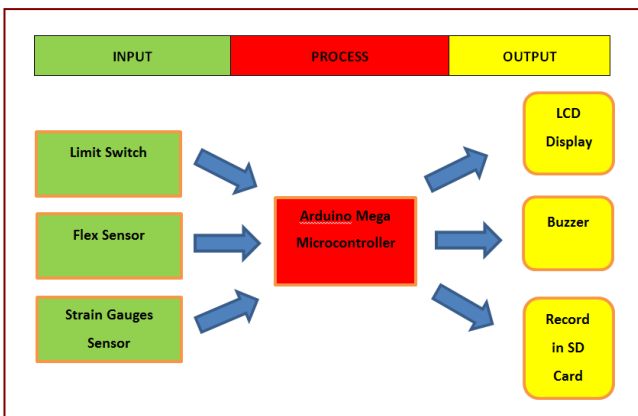 INPUT PROCESS OUTPUT
Limit Switch
Flex Sensor
Strain Gauges
Sensor
Arduino Mega
Microcontroller
LCD
Display
Buzzer
Record
in SD
Card